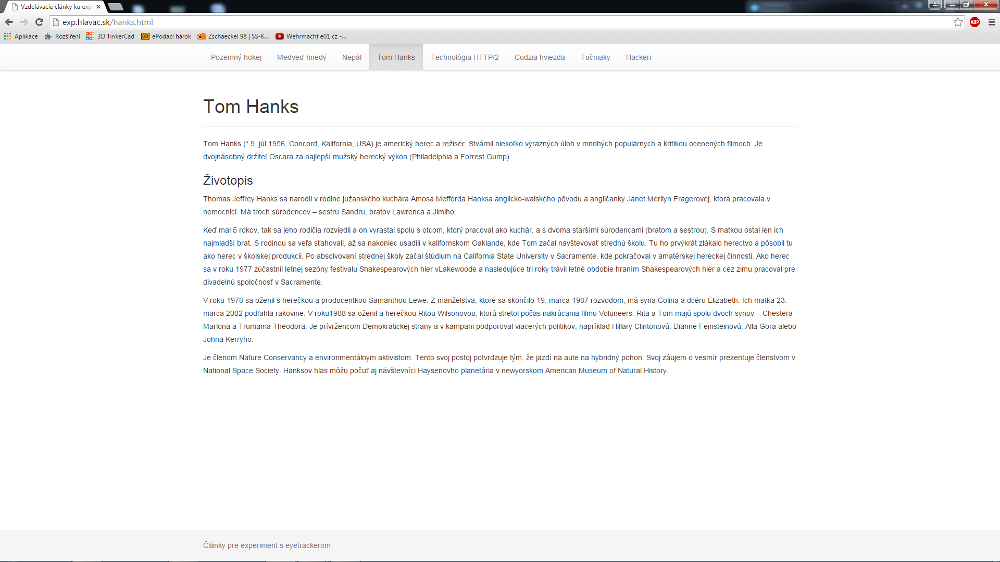 Vzdelávacie články ku exp
exp.hlavac.sk/hanks.html
ABP
Aplikace Rozšíření 3D TinkerCad ePodací hárok Zschaeckel 98 | SS-K... Wehrmacht e01 cz -...
Pozemný hokej Medveď hnedý Nepál Tom Hanks Technológia HTTP/2 Cudzia hviezda Tučniaky Hackeri
Tom Hanks
Tom Hanks (* 9. júl 1956, Concord, Kalifornia, USA) je americký herec a režisér. Stvárnil niekoľko výrazných úloh v mnohých populárnych a kritikou ocenených filmoch. Je
dvojnásobný držiteľ Oscara za najlepší mužský herecký výkon (Philadelphia a Forrest Gump).
Životopis
Thomas Jeffrey Hanks sa narodil v rodine južanského kuchára Amosa Mefforda Hanksa anglicko-walského pôvodu a angličanky Janet Merilyn Fragerovej, ktorá pracovala v
nemocnici. Má troch súrodencov – sestru Sandru, bratov Lawrenca a Jimiho.
Keď mal 5 rokov, tak sa jeho rodičia rozviedli a on vyrastal spolu s otcom, ktorý pracoval ako kuchár, a s dvoma staršími súrodencami (bratom a sestrou). S matkou ostal len ich
najmladší brat. S rodinou sa veľa sťahovali, až sa nakoniec usadili v kalifornskom Oaklande, kde Tom začal navštevovať strednú školu. Tu ho prvýkrát zlákalo herectvo a pôsobil tu
ako herec v školskej produkcii. Po absolvovaní strednej školy začal štúdium na California State University v Sacramente, kde pokračoval v amatérskej hereckej činnosti. Ako herec
sa v roku 1977 zúčastnil letnej sezóny festivalu Shakespearových hier vLakewoode a nasledujúce tri roky trávil letné obdobie hraním Shakespearových hier a cez zimu pracoval pre
divadelnú spoločnosť v Sacramente.
V roku 1978 sa oženil s herečkou a producentkou Samanthou Lewe. Z manželstva, ktoré sa skončilo 19. marca 1987 rozvodom, má syna Colina a dcéru Elizabeth. Ich matka 23.
marca 2002 podľahla rakovine. V roku1988 sa oženil a herečkou Ritou Wilsonovou, ktorú stretol počas nakrúcania filmu Voluneers. Rita a Tom majú spolu dvoch synov – Chestera
Marlona a Trumama Theodora. Je prívržencom Demokratickej strany a v kampani podporoval viacerých politikov, napríklad Hillary Clintonovú, Dianne Feinsteinovú, Alla Gora alebo
Johna Kerryho.
Je členom Nature Conservancy a environmentálnym aktivistom. Tento svoj postoj potvrdzuje tým, že jazdí na aute na hybridný pohon. Svoj záujem o vesmír prezentuje členstvom v
National Space Society. Hanksov hlas môžu počuť aj návštevníci Haysenovho planetária v newyorskom American Museum of Natural History.
Články pre experiment s eyetrackerom